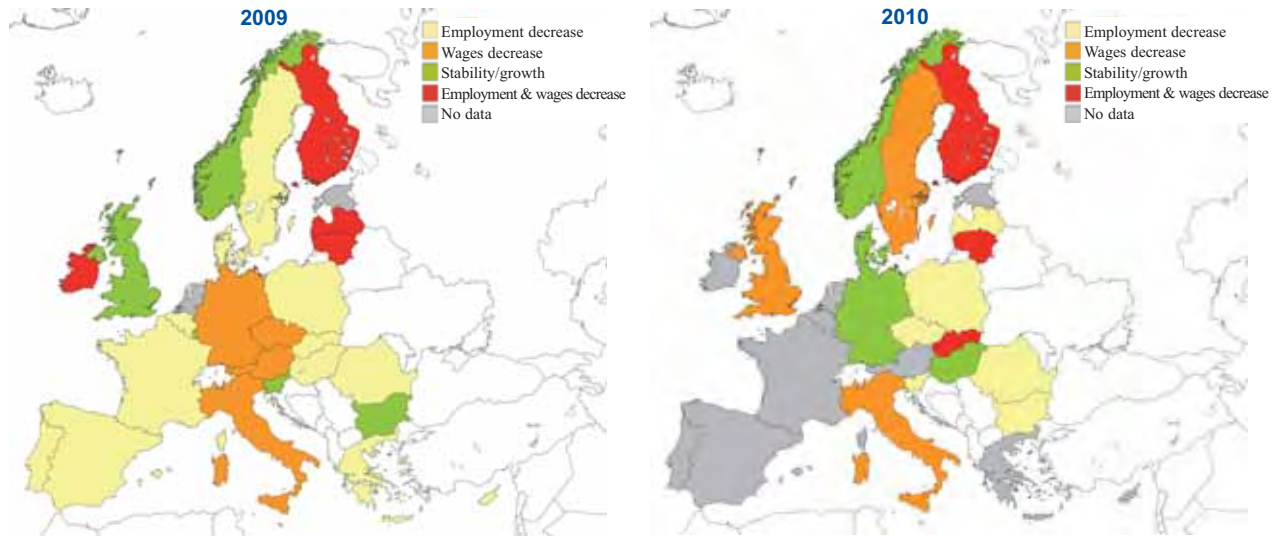 2009
Employment decrease
Wages decrease
Stability/growth
Employment & wages decrease
No data
2010
Employment decrease
Wages decrease
Stability/growth
Employment & wages decrease
No data